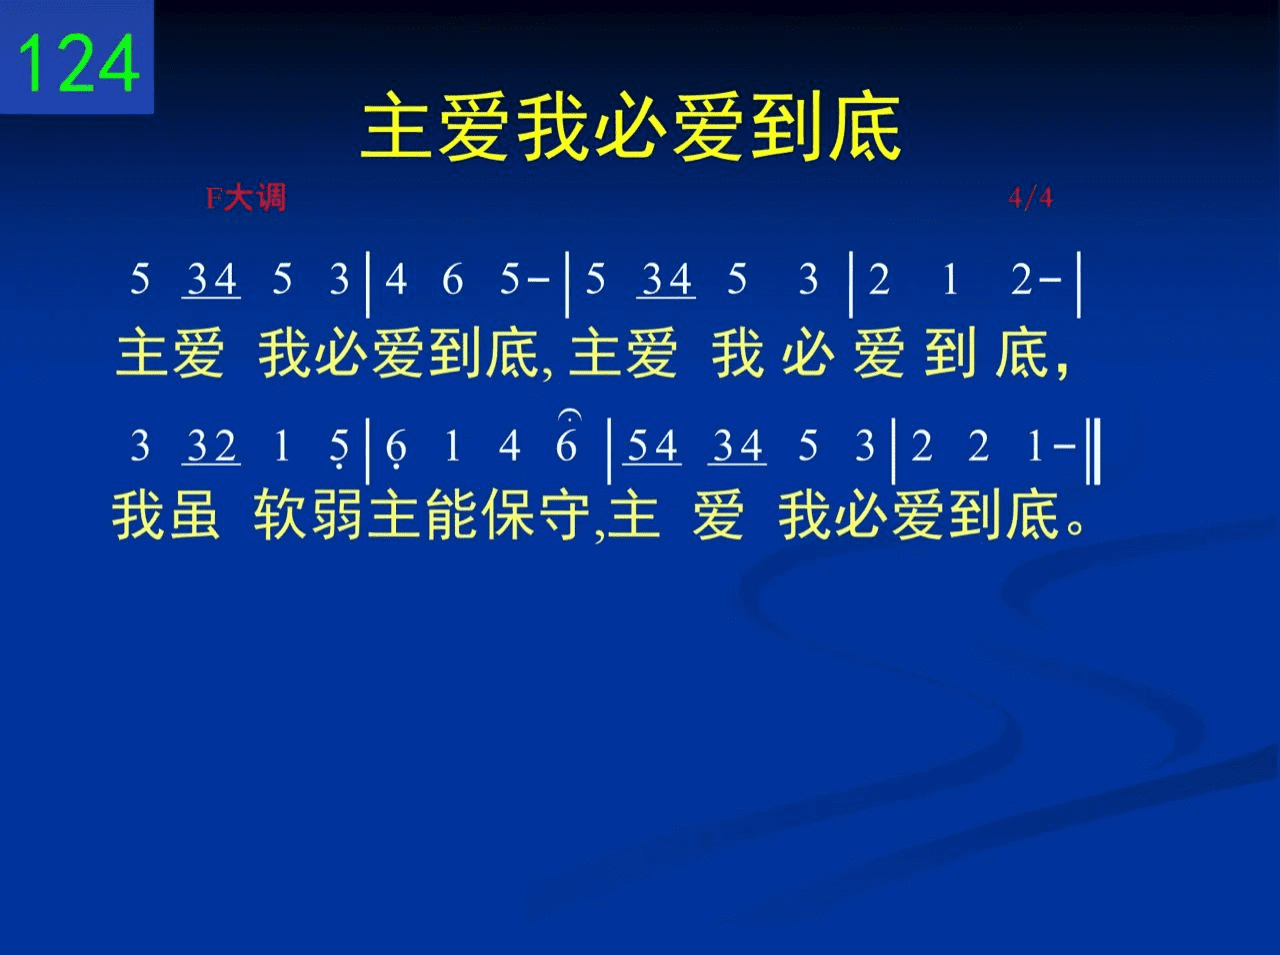 124
主爱我必爱到底
F大调 4/4
5 34 5 3 | 4 6 5- | 5 34 5 3 | 2 1 2- |
主爱 我必爱到底, 主爱 我 必 爱 到 底，
3 32 1 5̣ | 6̣ 1 4 6̑ | 54 34 5 3 | 2 2 1- ‖
我虽 软弱主能保守,主 爱 我必爱到底。